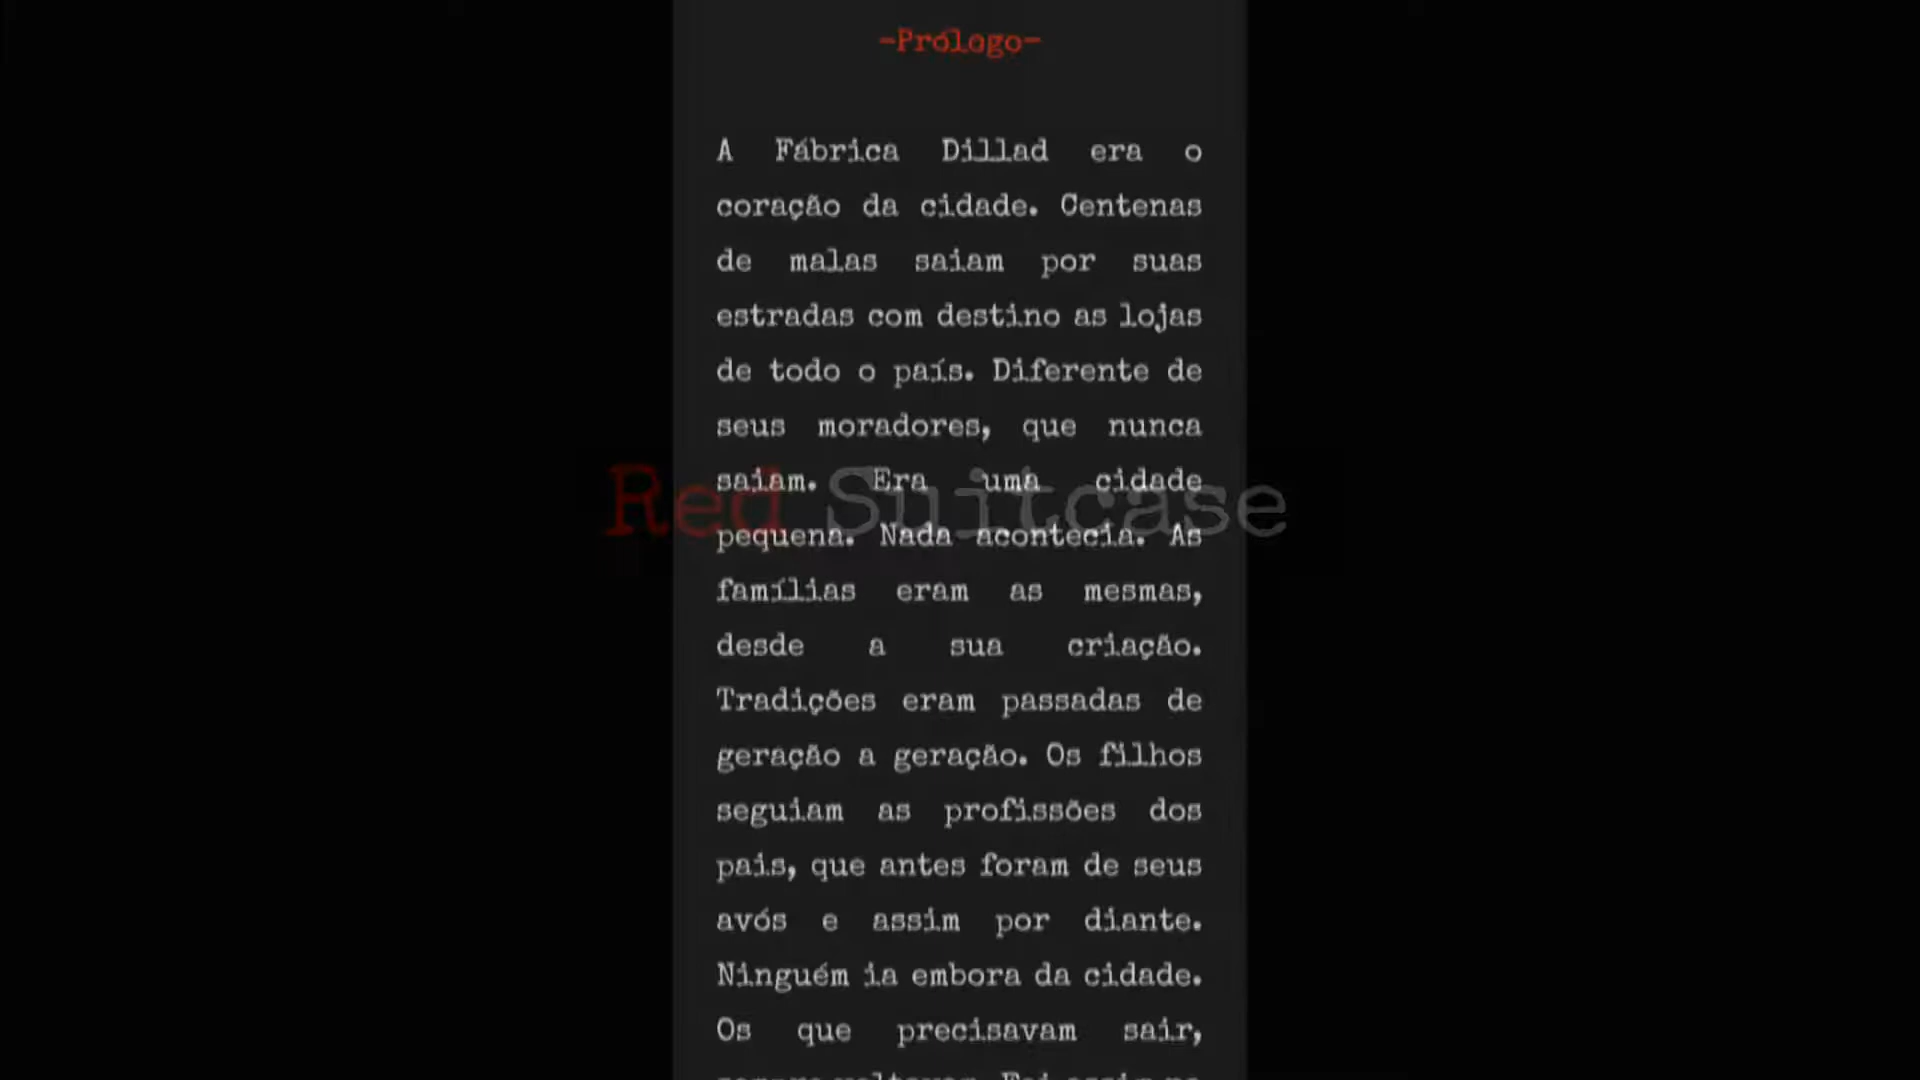 -Prólogo-
A Fábrica Dillad era o
coração da cidade. Centenas
de malas saiam por suas
estradas com destino as lojas
de todo o país. Diferente de
seus moradores, que nunca
saiam. Era uma cidade
Red Suitcase
pequena. Nada acontecia. As
famílias eram as mesmas,
desde a sua criação.
Tradições eram passadas de
geração a geração. Os filhos
seguiam as profissões dos
pais, que antes foram de seus
avós e assim por diante.
Ninguém ia embora da cidade.
Os que precisavam sair,